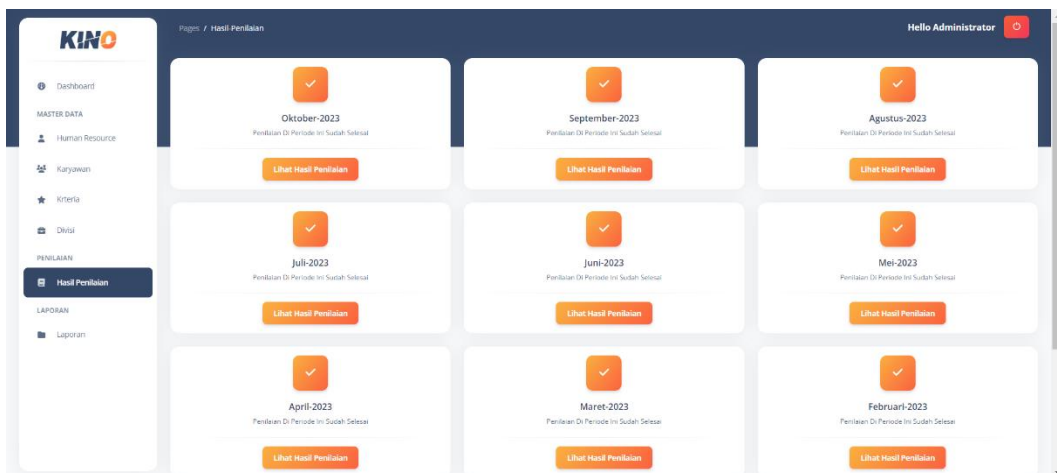 KINO
Pages / Hasil Penilaian
Hello Administrator
Dashboard
MASTER DATA
Human Resource
Karyawan
Kriteria
Divisi
PENILAIAN
Hasil Penilaian
LAPORAN
Laporan
Oktober-2023
Penilaian Di Periode Ini Sudah Selesai
Lihat Hasil Penilaian
September-2023
Penilaian Di Periode Ini Sudah Selesai
Lihat Hasil Penilaian
Agustus-2023
Penilaian Di Periode Ini Sudah Selesai
Lihat Hasil Penilaian
Juli-2023
Penilaian Di Periode Ini Sudah Selesai
Lihat Hasil Penilaian
Juni-2023
Penilaian Di Periode Ini Sudah Selesai
Lihat Hasil Penilaian
Mei-2023
Penilaian Di Periode Ini Sudah Selesai
Lihat Hasil Penilaian
April-2023
Penilaian Di Periode Ini Sudah Selesai
Lihat Hasil Penilaian
Maret-2023
Penilaian Di Periode Ini Sudah Selesai
Lihat Hasil Penilaian
Februari-2023
Penilaian Di Periode Ini Sudah Selesai
Lihat Hasil Penilaian